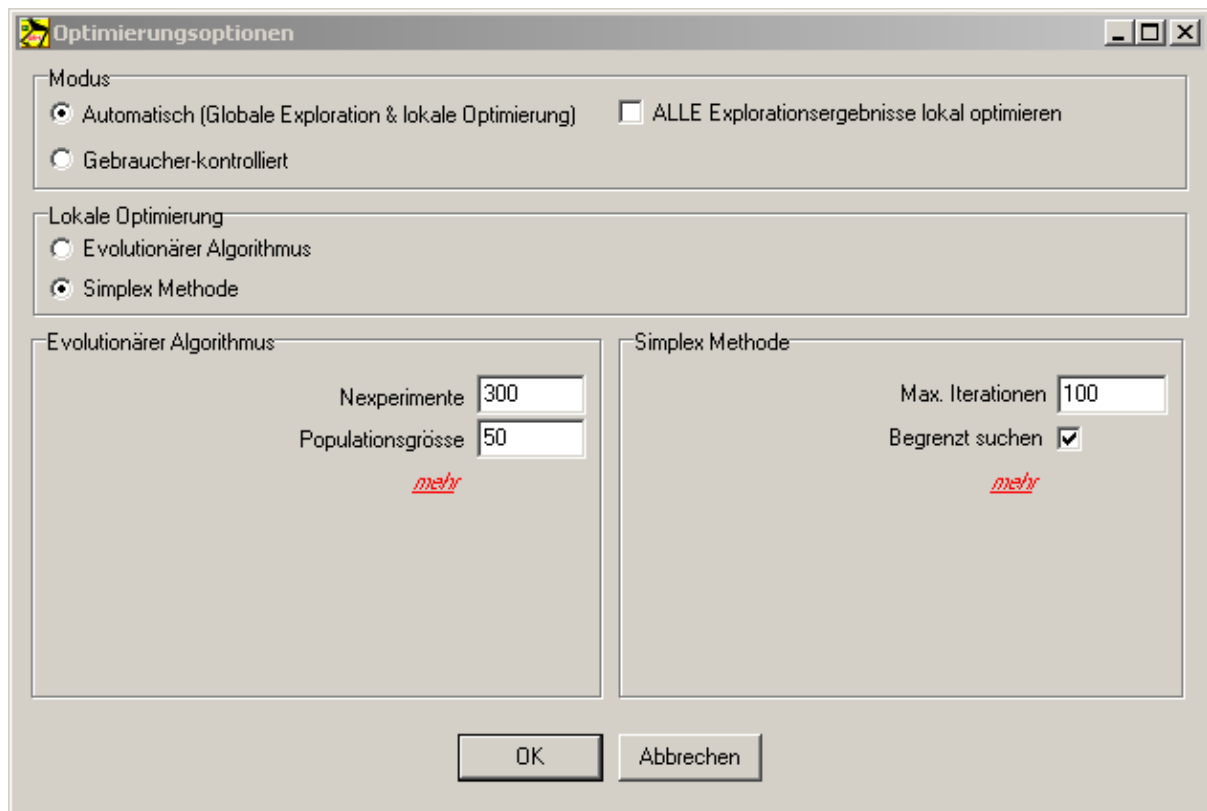 Optimierungsoptionen
Modus
Automatisch (Globale Exploration & lokale Optimierung)
ALLE Explorationsergebnisse lokal optimieren
Gebraucher-kontrolliert
Lokale Optimierung
Evolutionärer Algorithmus
Simplex Methode
Evolutionärer Algorithmus
Nexperimente 300
Populationsgrösse 50
mehr
Simplex Methode
Max. Iterationen 100
Begrenzt suchen
mehr
OK
Abbrechen